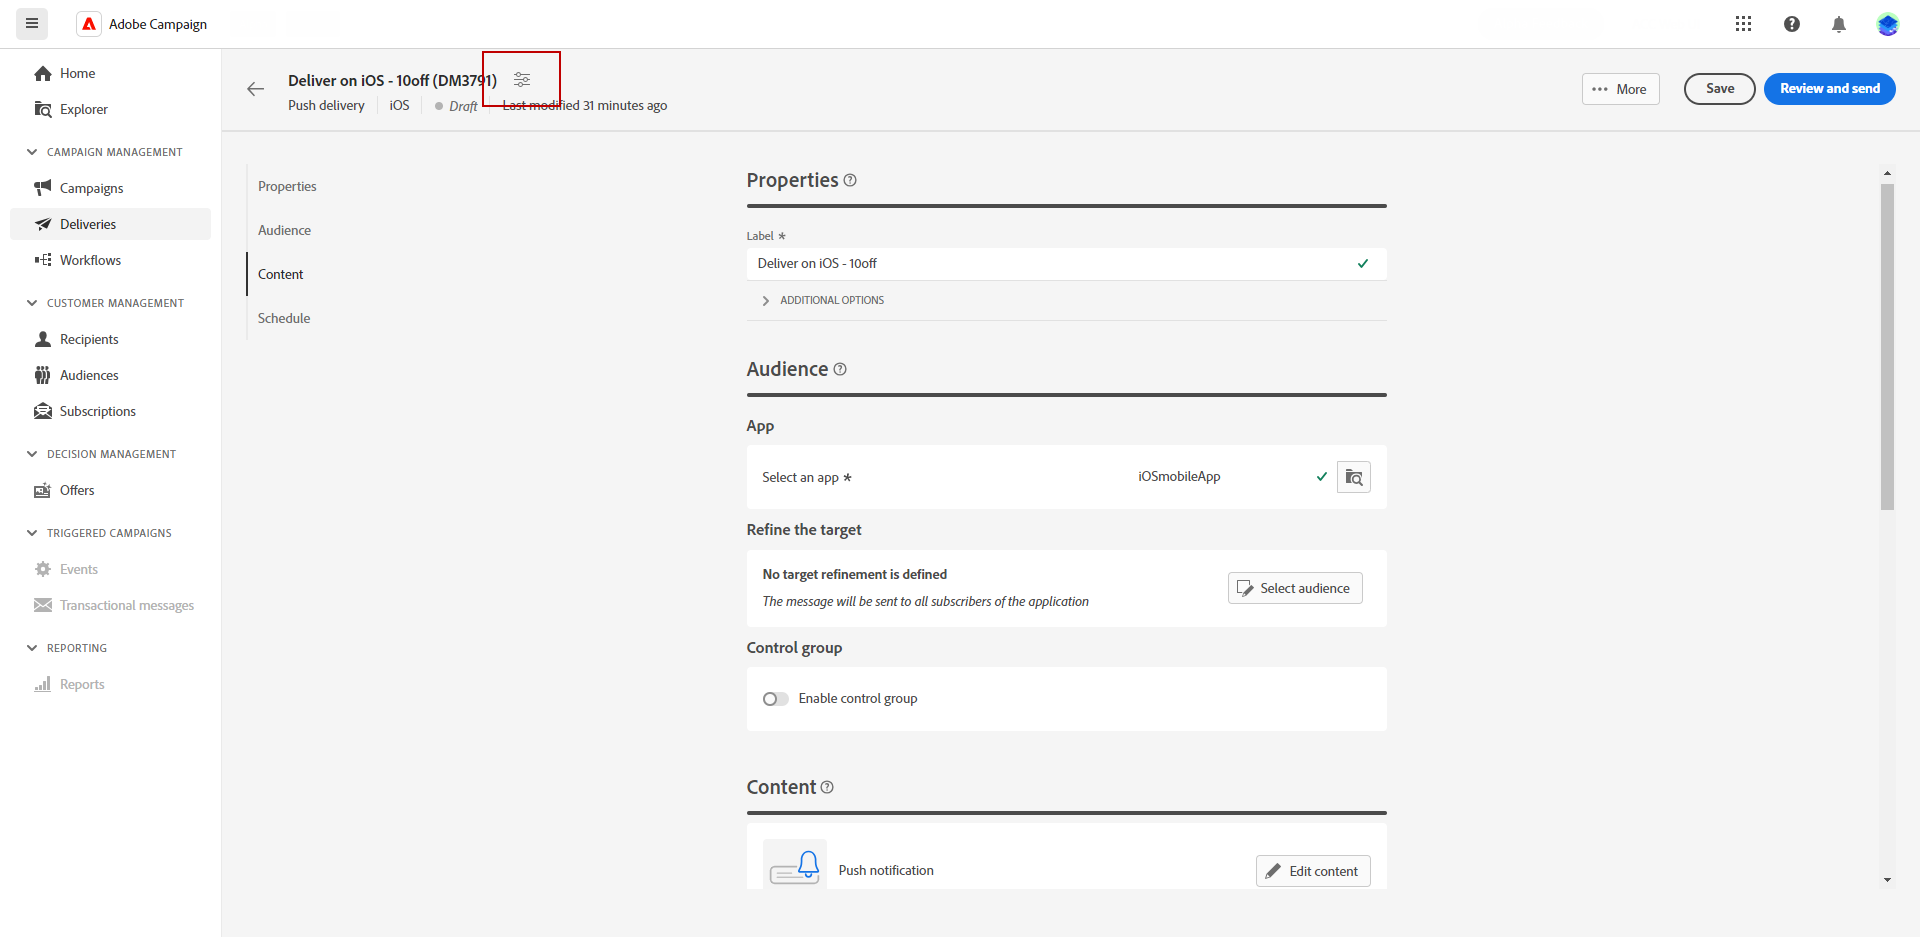 Adobe Campaign
Home
Explorer
CAMPAIGN MANAGEMENT
Campaigns
Deliveries
Workflows
CUSTOMER MANAGEMENT
Recipients
Audiences
Subscriptions
DECISION MANAGEMENT
Offers
TRIGGERED CAMPAIGNS
Events
Transactional messages
REPORTING
Reports
Deliver on iOS - 10off (DM3791)
Push delivery iOS Draft Last modified 31 minutes ago
More
Save
Review and send
Properties
Audience
Content
Schedule
Properties
Label *
Deliver on iOS - 10off
ADDITIONAL OPTIONS
Audience
App
Select an app * iOSmobileApp
Refine the target
No target refinement is defined
The message will be sent to all subscribers of the application
Select audience
Control group
Enable control group
Content
Push notification
Edit content